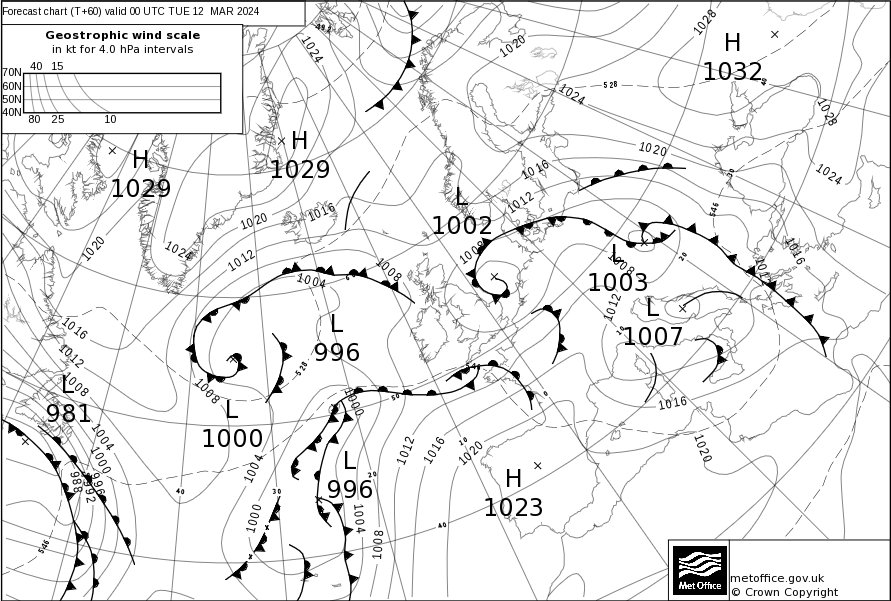 Forecast chart (T+60) valid 00 UTC TUE 12 MAR 2024
Geostrophic wind scale
in kt for 4.0 hPa intervals
40 15
70N
60N
50N
40N
80 25 10
H
1032
H
1029
H
1029
L
1002
L
1003
L
1007
L
996
L
1000
L
981
L
996
H
1023
1028
1020
1024
1024
1028
1020
1024
1016
1012
1020
1016
1024
1020
1012
1004
1008
1008
1008
1012
1016
1012
1016
1012
1008
1004
1000
996
992
988
1008
1000
1004
1000
1012
1016
1020
1004
1008
1016
1020
528
528
546
546
40
30
20
10
40
50
20
0
10
metoffice.gov.uk
© Crown Copyright
Met Office